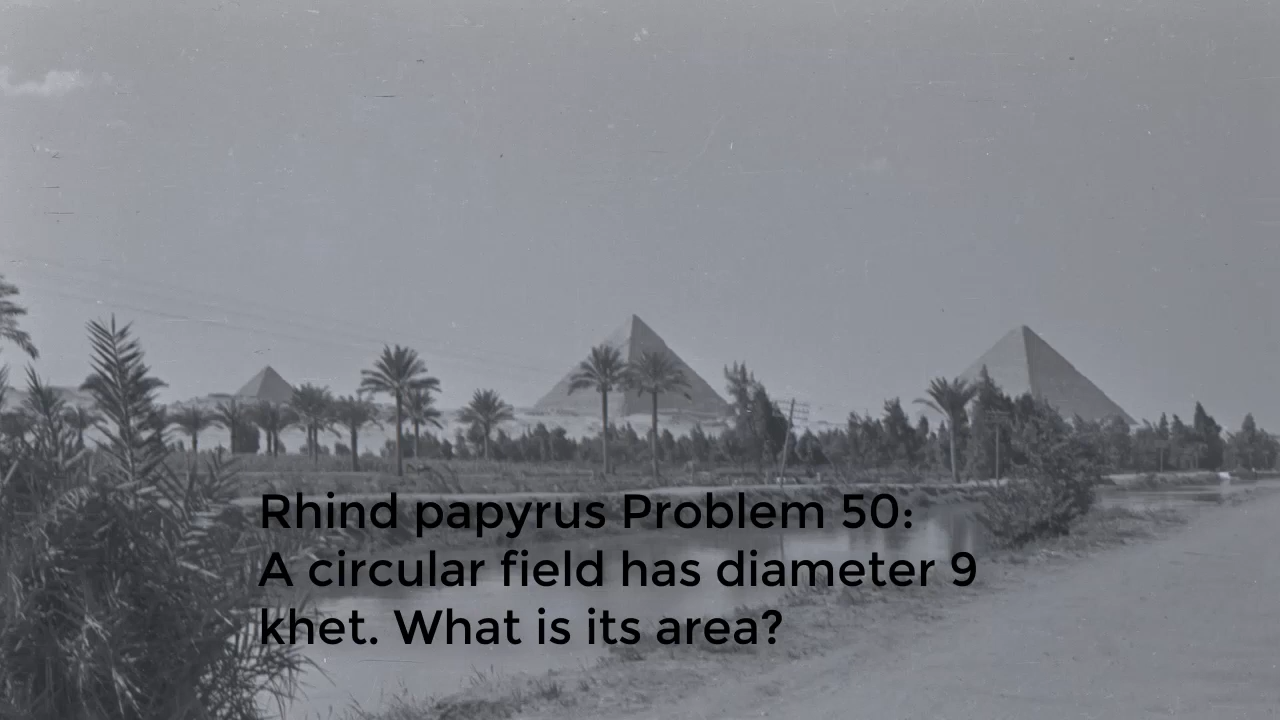 Rhind papyrus Problem 50:
A circular field has diameter 9
khet. What is its area?